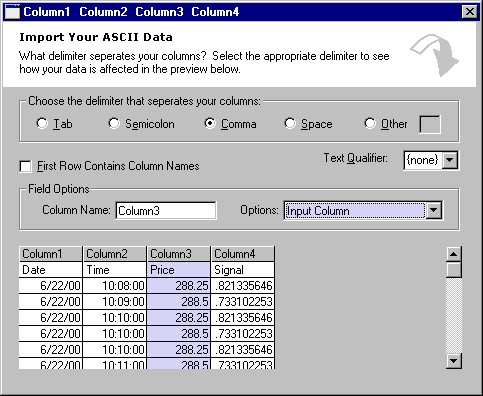 Column1 Column2 Column3 Column4
Import Your ASCII Data
What delimiter seperates your columns? Select the appropriate delimiter to see
how your data is affected in the preview below.
Choose the delimiter that seperates your columns:
Tab Semicolon Comma Space Other
First Row Contains Column Names Text Qualifier: {none}
Field Options
Column Name: Column3 Options: Input Column
Column1 Column2 Column3 Column4
Date Time Price Signal
6/22/00 10:08:00 288.25 .821335646
6/22/00 10:09:00 288.5 .733102253
6/22/00 10:10:00 288.25 .821335646
6/22/00 10:10:00 288.5 .733102253
6/22/00 10:10:00 288.25 .821335646
6/22/00 10:11:00 288.5 .733102253